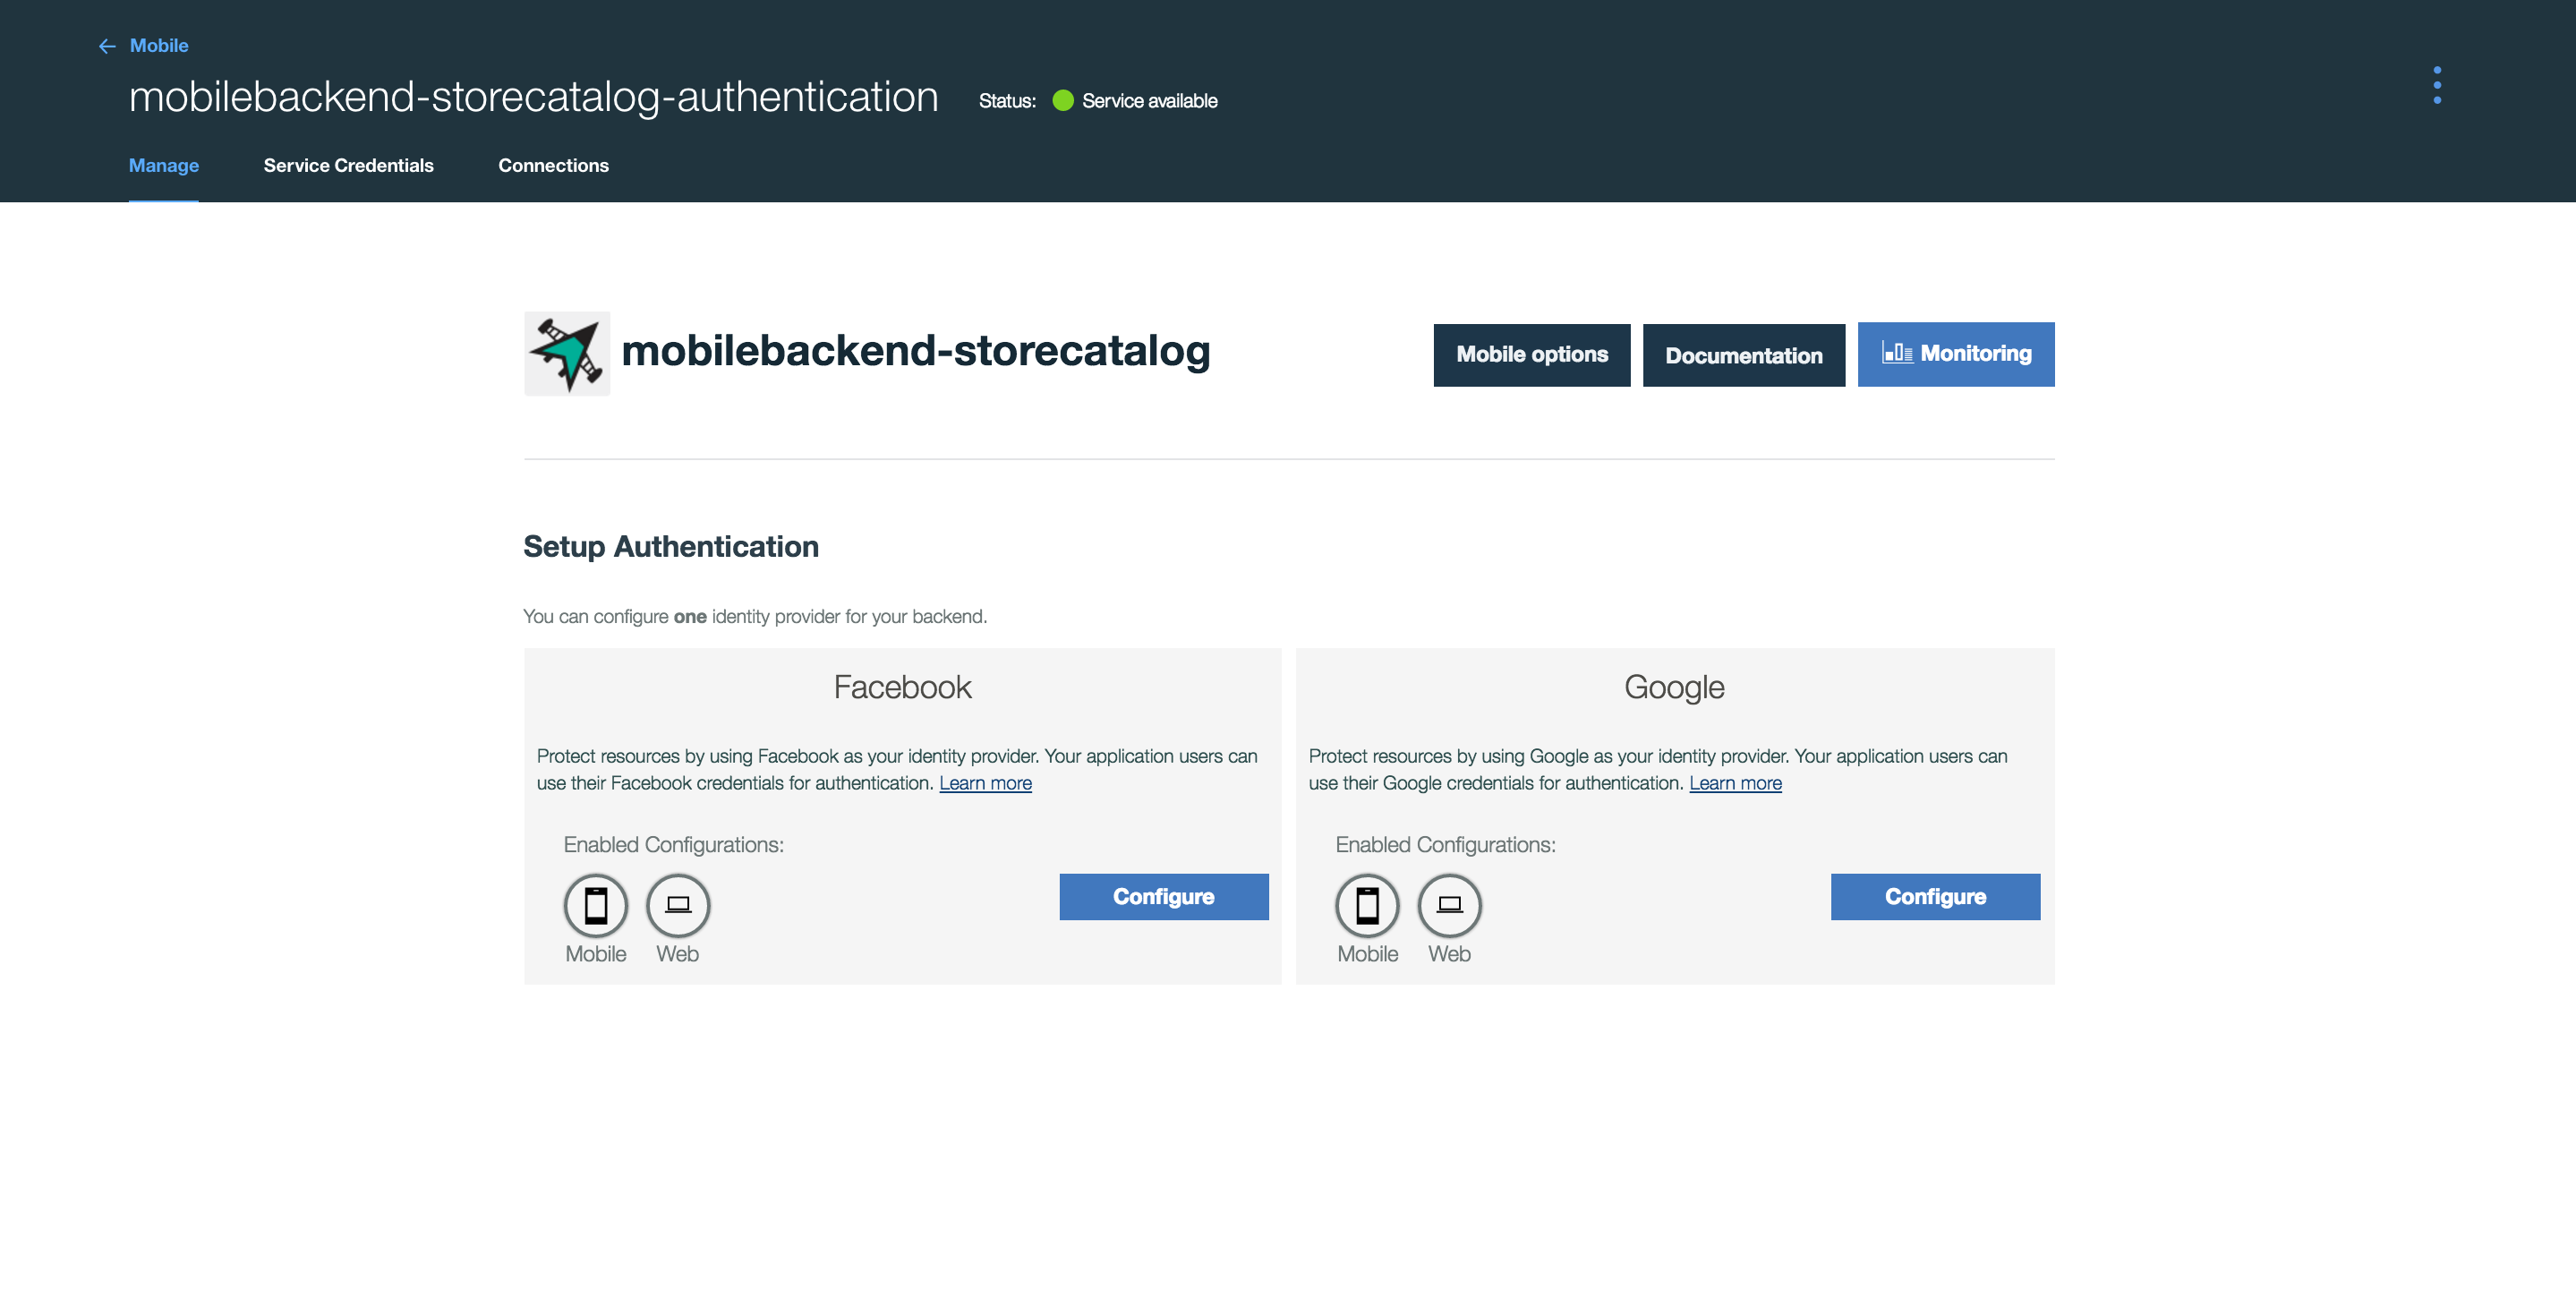 Mobile
mobilebackend-storecatalog-authentication
Status: Service available
Manage Service Credentials Connections
mobilebackend-storecatalog
Mobile options Documentation Monitoring
Setup Authentication
You can configure one identity provider for your backend.
Facebook
Protect resources by using Facebook as your identity provider. Your application users can
use their Facebook credentials for authentication. Learn more
Enabled Configurations:
Configure
Mobile Web
Google
Protect resources by using Google as your identity provider. Your application users can
use their Google credentials for authentication. Learn more
Enabled Configurations:
Configure
Mobile Web